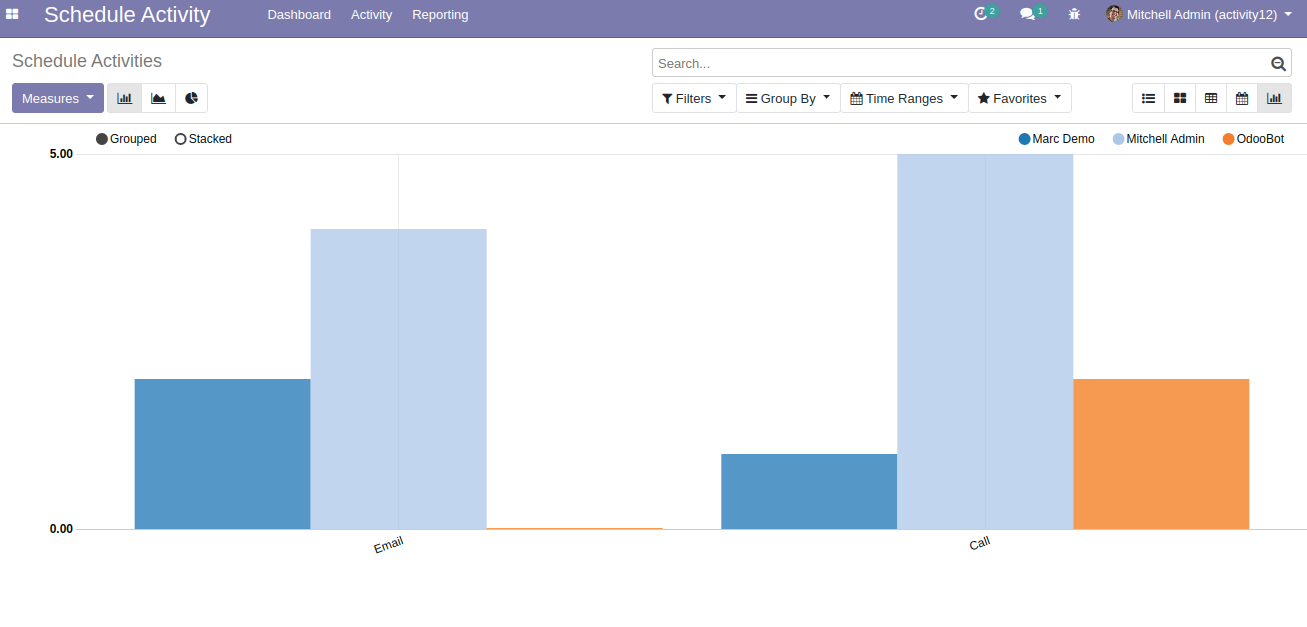 Schedule Activity Dashboard Activity Reporting 2 1 Mitchell Admin (activity12)
Schedule Activities Search...
Measures Filters Group By Time Ranges Favorites
Grouped Stacked Marc Demo Mitchell Admin OdooBot
5.00
0.00
Email Call